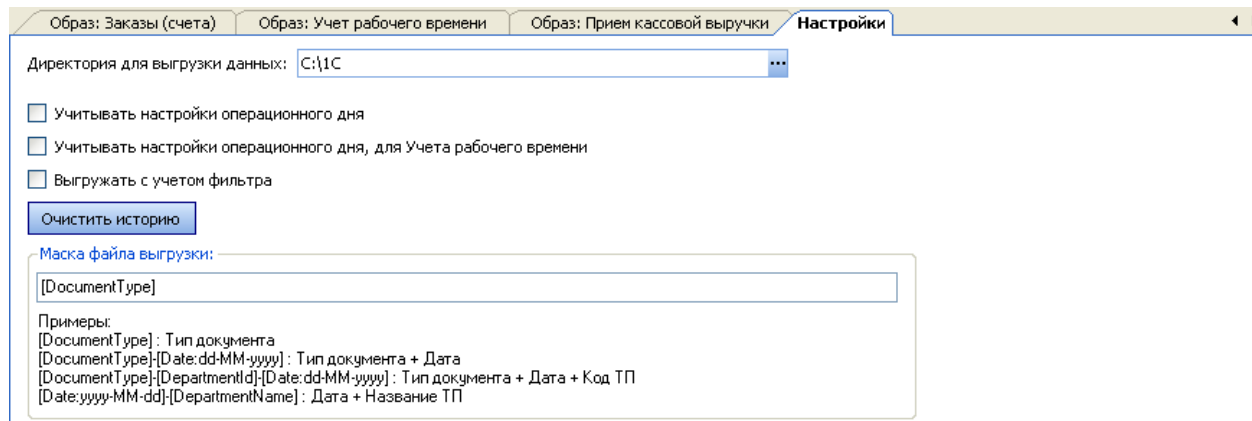 Образ: Заказы (счета) Образ: Учет рабочего времени Образ: Прием кассовой выручки Настройки
Директория для выгрузки данных: C:\1C ...
Учитывать настройки операционного дня
Учитывать настройки операционного дня, для Учета рабочего времени
Выгружать с учетом фильтра
Очистить историю
Маска файла выгрузки:
[DocumentType]
Примеры:
[DocumentType] : Тип документа
[DocumentType]-[Date:dd-MM-yyyy] : Тип документа + Дата
[DocumentType]-[DepartmentId]-[Date:dd-MM-yyyy] : Тип документа + Дата + Код ТП
[Date:yyyy-MM-dd]-[DepartmentName] : Дата + Название ТП